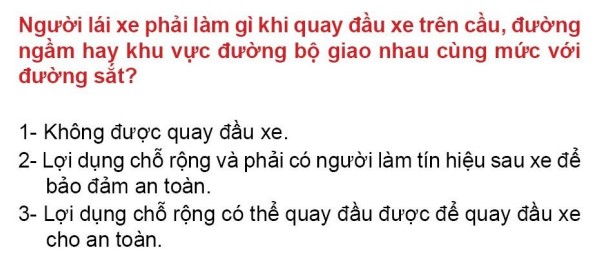 Người lái xe phải làm gì khi quay đầu xe trên cầu, đường
ngầm hay khu vực đường bộ giao nhau cùng mức với
đường sắt?
1- Không được quay đầu xe.
2- Lợi dụng chỗ rộng và phải có người làm tín hiệu sau xe để
bảo đảm an toàn.
3- Lợi dụng chỗ rộng có thể quay đầu được để quay đầu xe
cho an toàn.